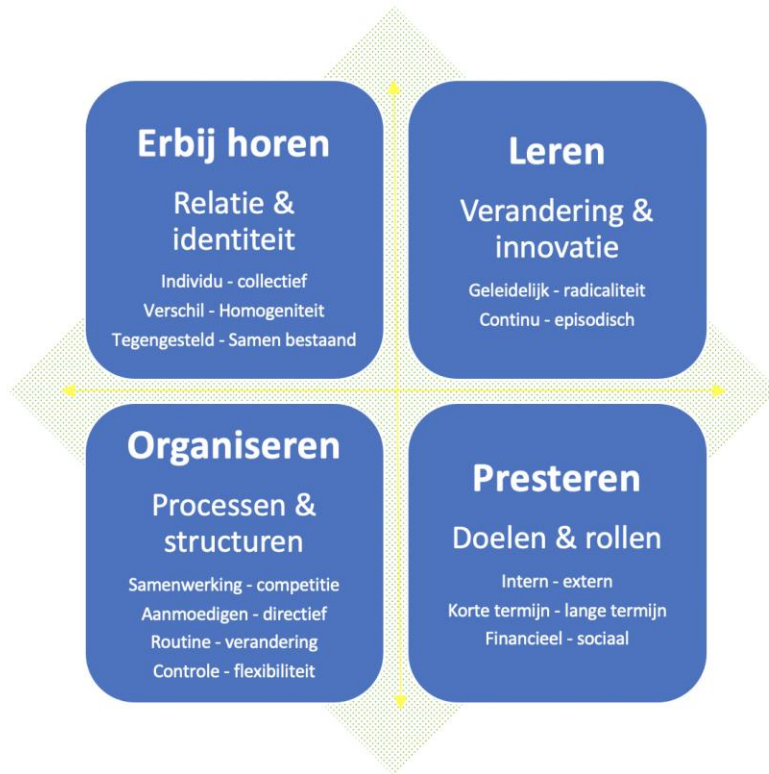 Erbij horen
Relatie &
identiteit
Individu - collectief
Verschil - Homogeniteit
Tegengesteld - Samen bestaand
Leren
Verandering &
innovatie
Geleidelijk - radicaliteit
Continu - episodisch
Organiseren
Processen &
structuren
Samenwerking - competitie
Aanmoedigen - directief
Routine - verandering
Controle - flexibiliteit
Presteren
Doelen & rollen
Intern - extern
Korte termijn - lange termijn
Financieel - sociaal